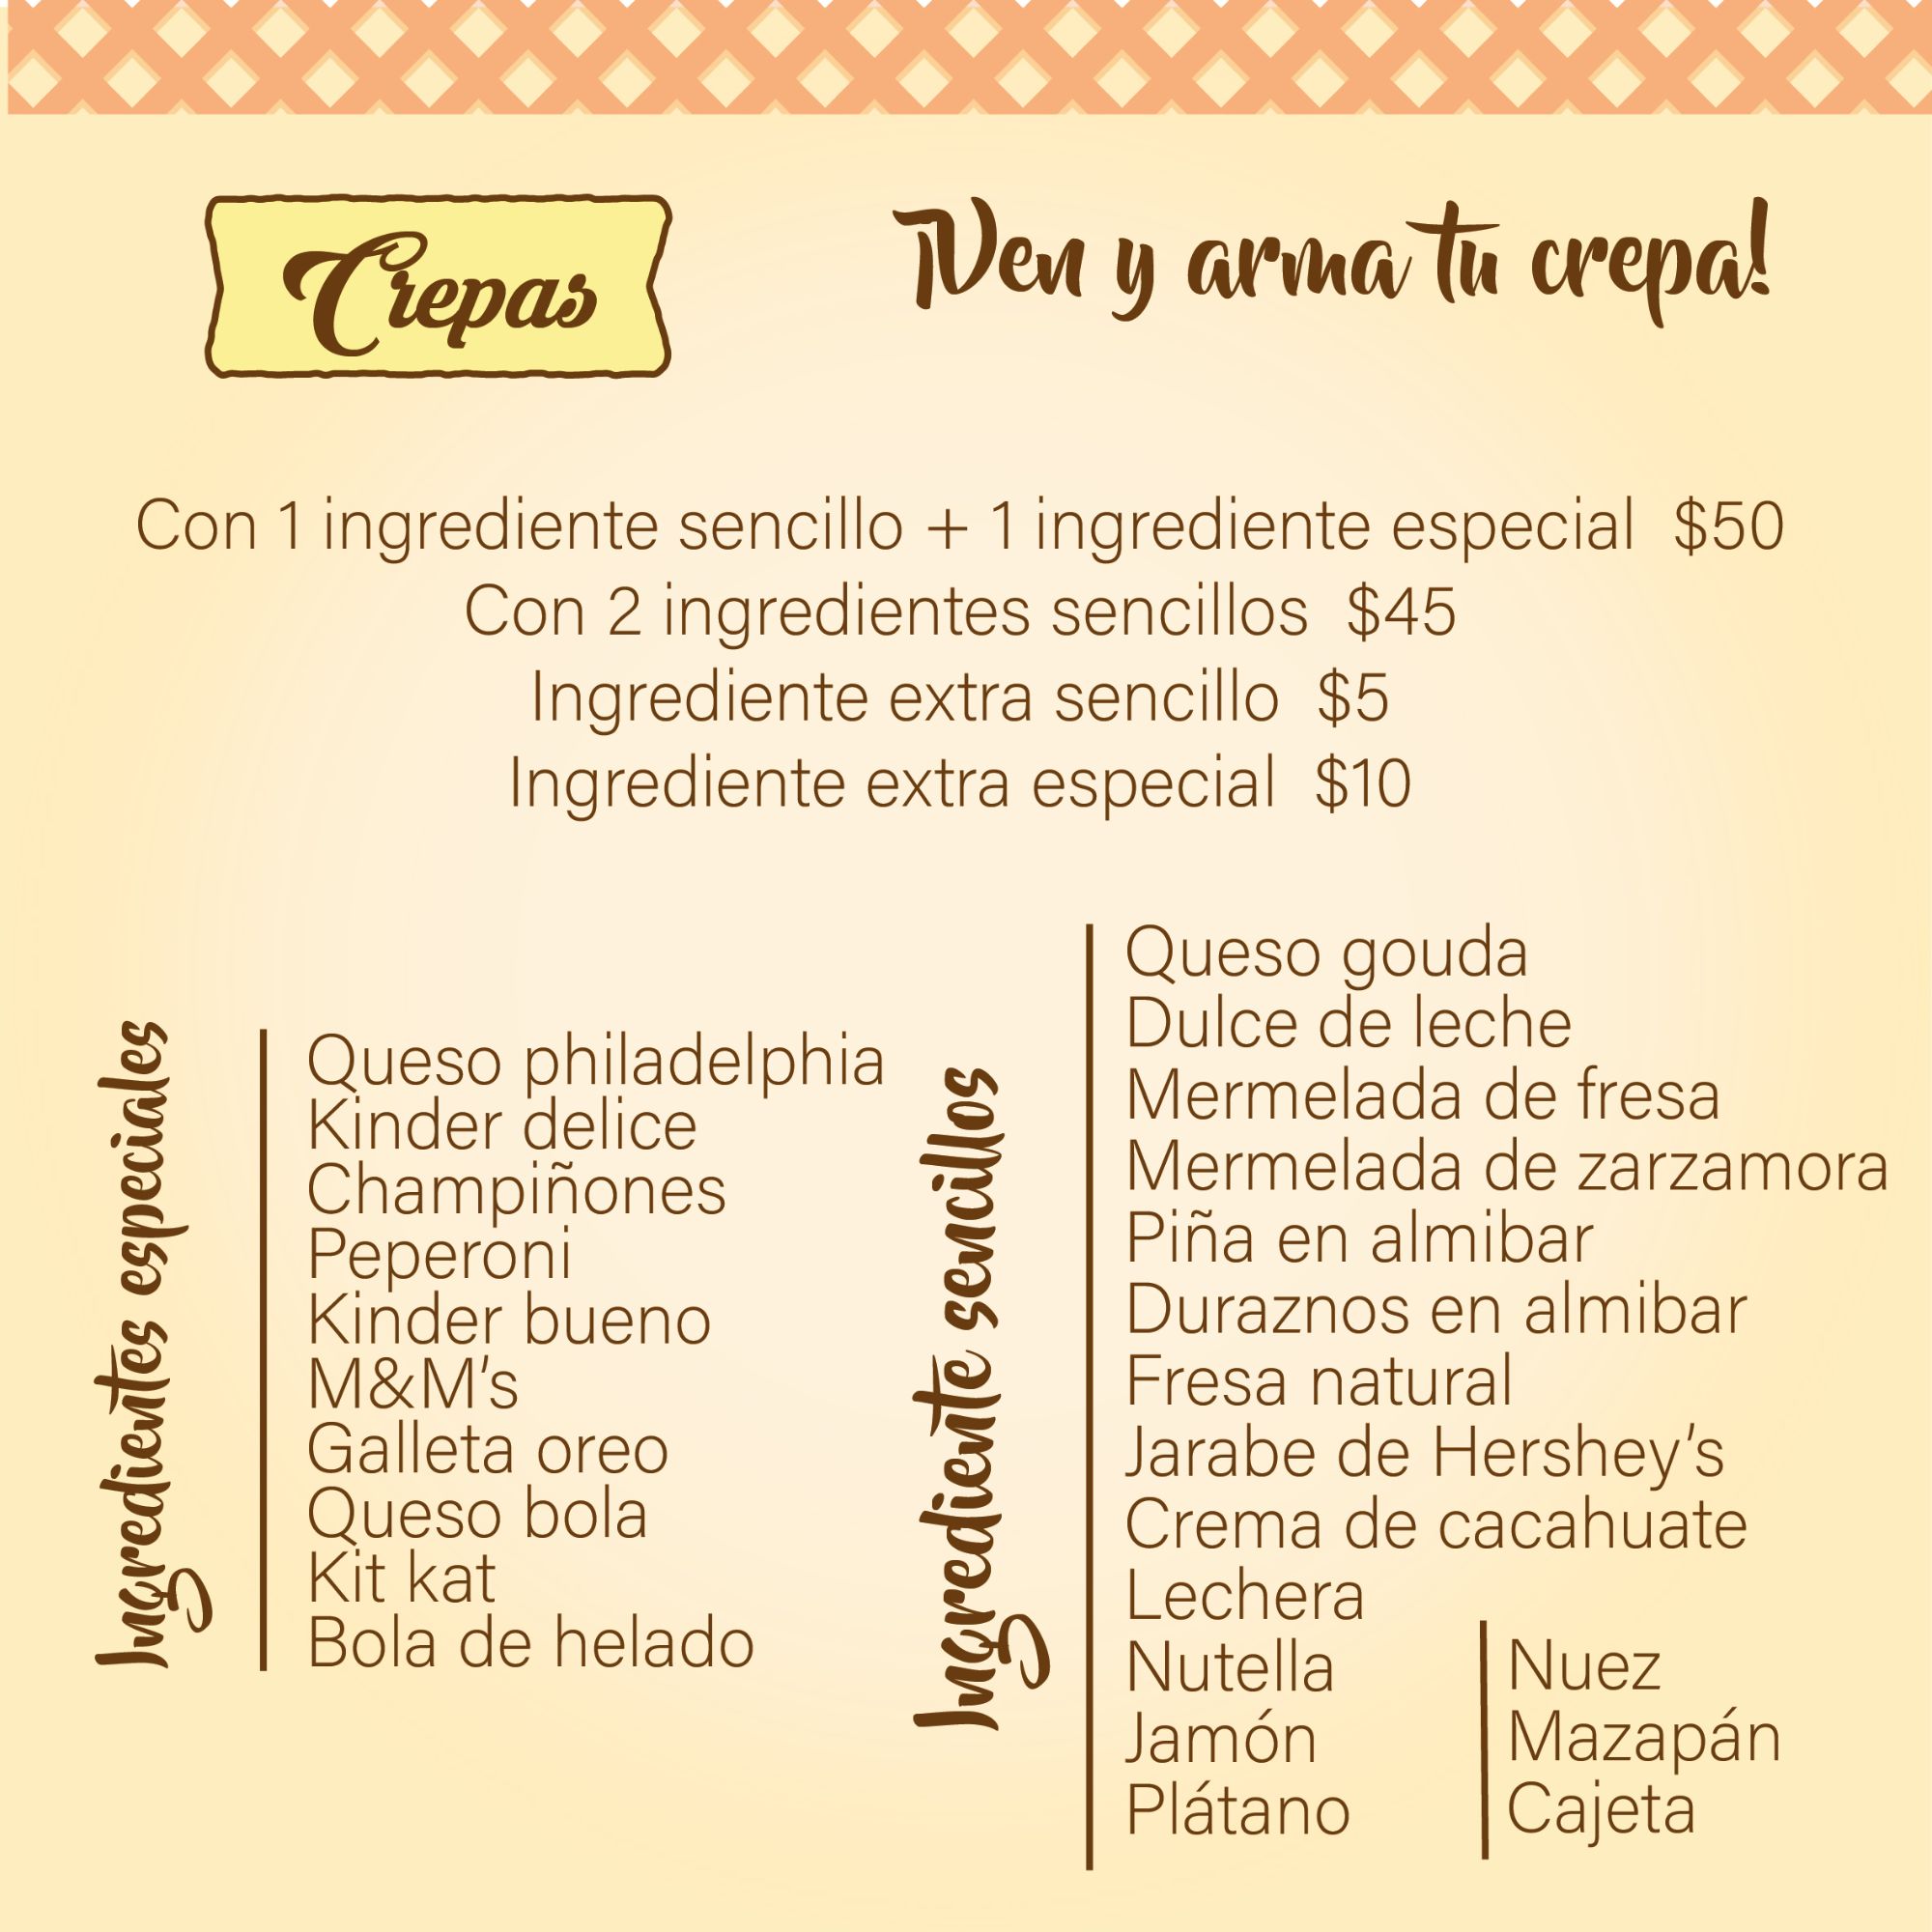 Crepas
¡Ven y arma tu crepa!
Con 1 ingrediente sencillo + 1 ingrediente especial $50
Con 2 ingredientes sencillos $45
Ingrediente extra sencillo $5
Ingrediente extra especial $10
Ingredientes especiales
Queso philadelphia
Kinder delice
Champiñones
Peperoni
Kinder bueno
M&M's
Galleta oreo
Queso bola
Kit kat
Bola de helado
Ingrediente sencillos
Queso gouda
Dulce de leche
Mermelada de fresa
Mermelada de zarzamora
Piña en almibar
Duraznos en almibar
Fresa natural
Jarabe de Hershey's
Crema de cacahuate
Lechera
Nutella
Jamón
Plátano
Nuez
Mazapán
Cajeta